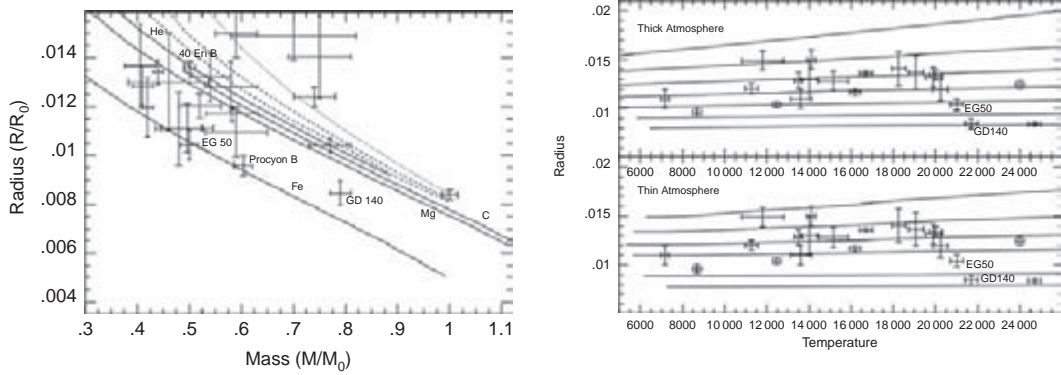 .014
.012
.01
.008
.006
.004
Radius (R/R0)
He
40 Eri B
EG 50
Procyon B
Fe
GD 140
Mg
C
.3 .4 .5 .6 .7 .8 .9 1 1.1
Mass (M/M0)
.02
Thick Atmosphere
.015
.01
EG50
GD140
6000 8000 10 000 12 000 14 000 16 000 18 000 20 000 22 000 24 000
Radius
.02
Thin Atmosphere
.015
.01
EG50
GD140
6000 8000 10 000 12 000 14 000 16 000 18 000 20 000 22 000 24 000
Temperature